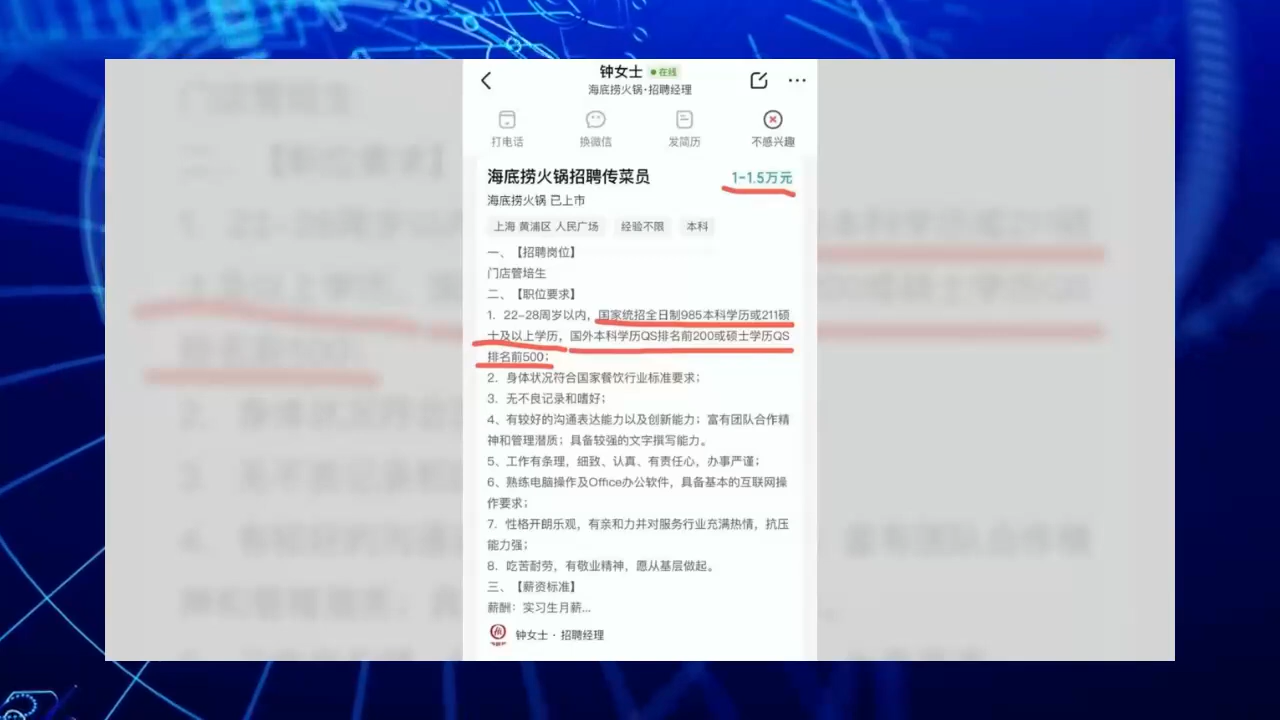 钟女士 在线
海底捞火锅·招聘经理
打电话
换微信
发简历
不感兴趣
海底捞火锅招聘传菜员
1-1.5万元
海底捞火锅 已上市
上海 黄浦区 人民广场
经验不限
本科
一、【招聘岗位】
门店管培生
二、【职位要求】
1. 22-28周岁以内，国家统招全日制985本科学历或211硕
士及以上学历，国外本科学历QS排名前200或硕士学历QS
排名前500；
2．身体状况符合国家餐饮行业标准要求；
3．无不良记录和嗜好；
4、有较好的沟通表达能力以及创新能力；富有团队合作精
神和管理潜质；具备较强的文字撰写能力。
5、工作有条理，细致、认真、有责任心，办事严谨；
6、熟练电脑操作及Office办公软件，具备基本的互联网操
作要求；
7．性格开朗乐观，有亲和力并对服务行业充满热情，抗压
能力强；
8．吃苦耐劳，有敬业精神，愿从基层做起。
三、【薪资标准】
薪酬：实习生月薪...
钟女士 · 招聘经理